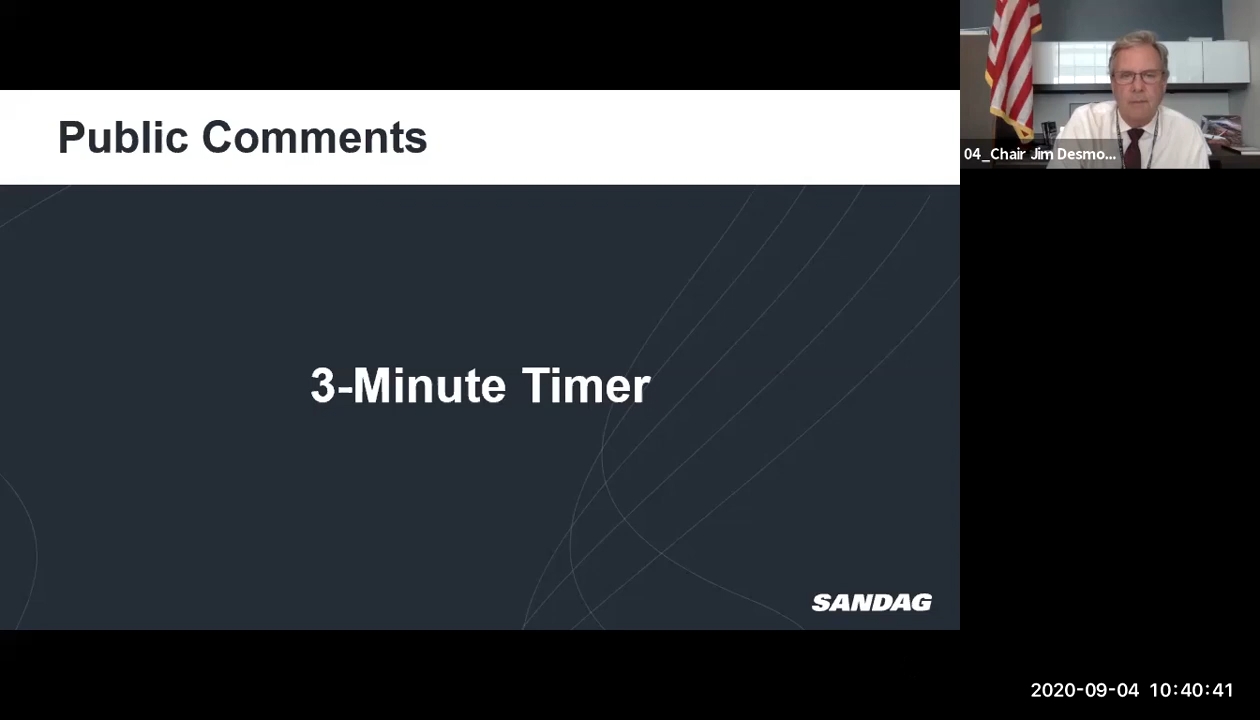 Public Comments
04_Chair Jim Desmo...
3-Minute Timer
SANDAG
2020-09-04 10:40:41